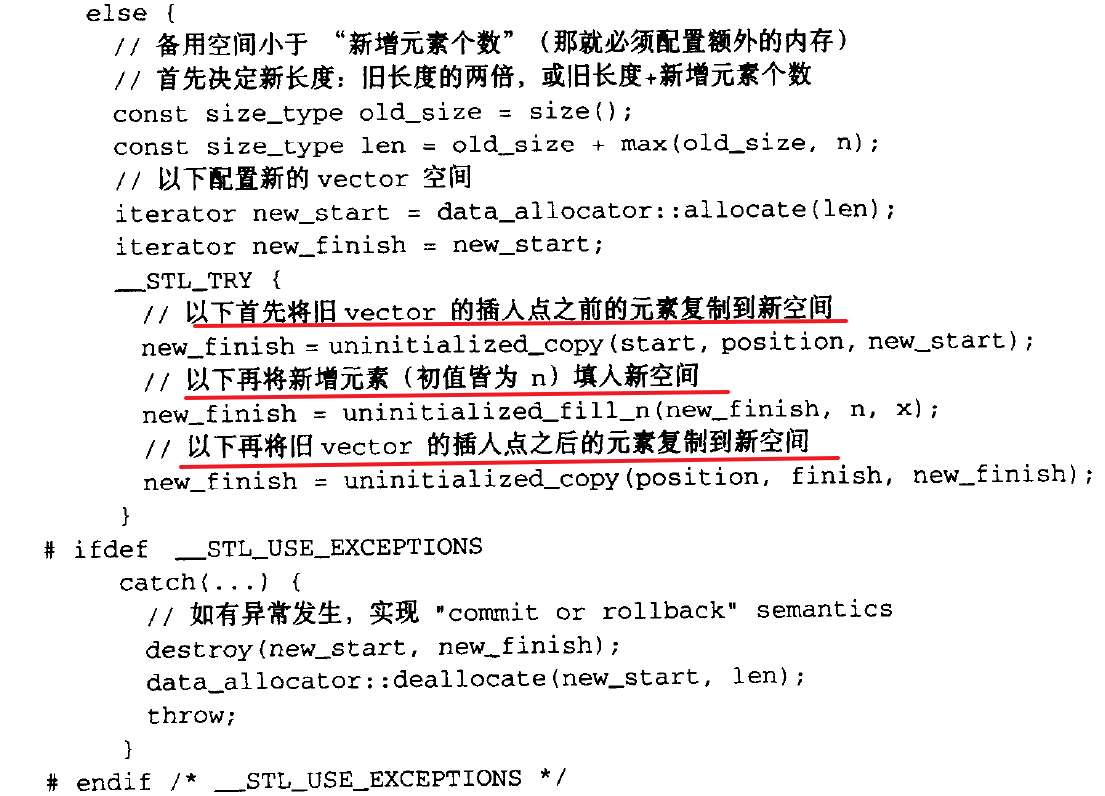 else {
// 备用空间小于 “新增元素个数”（那就必须配置额外的内存）
// 首先决定新长度：旧长度的两倍，或旧长度+新增元素个数
const size_type old_size = size();
const size_type len = old_size + max(old_size, n);
// 以下配置新的 vector 空间
iterator new_start = data_allocator::allocate(len);
iterator new_finish = new_start;
__STL_TRY {
// 以下首先将旧 vector 的插入点之前的元素复制到新空间
new_finish = uninitialized_copy(start, position, new_start);
// 以下再将新增元素（初值皆为 n）填入新空间
new_finish = uninitialized_fill_n(new_finish, n, x);
// 以下再将旧 vector 的插入点之后的元素复制到新空间
new_finish = uninitialized_copy(position, finish, new_finish);
}
# ifdef __STL_USE_EXCEPTIONS
catch(...) {
// 如有异常发生，实现 "commit or rollback" semantics
destroy(new_start, new_finish);
data_allocator::deallocate(new_start, len);
throw;
}
# endif /* __STL_USE_EXCEPTIONS */